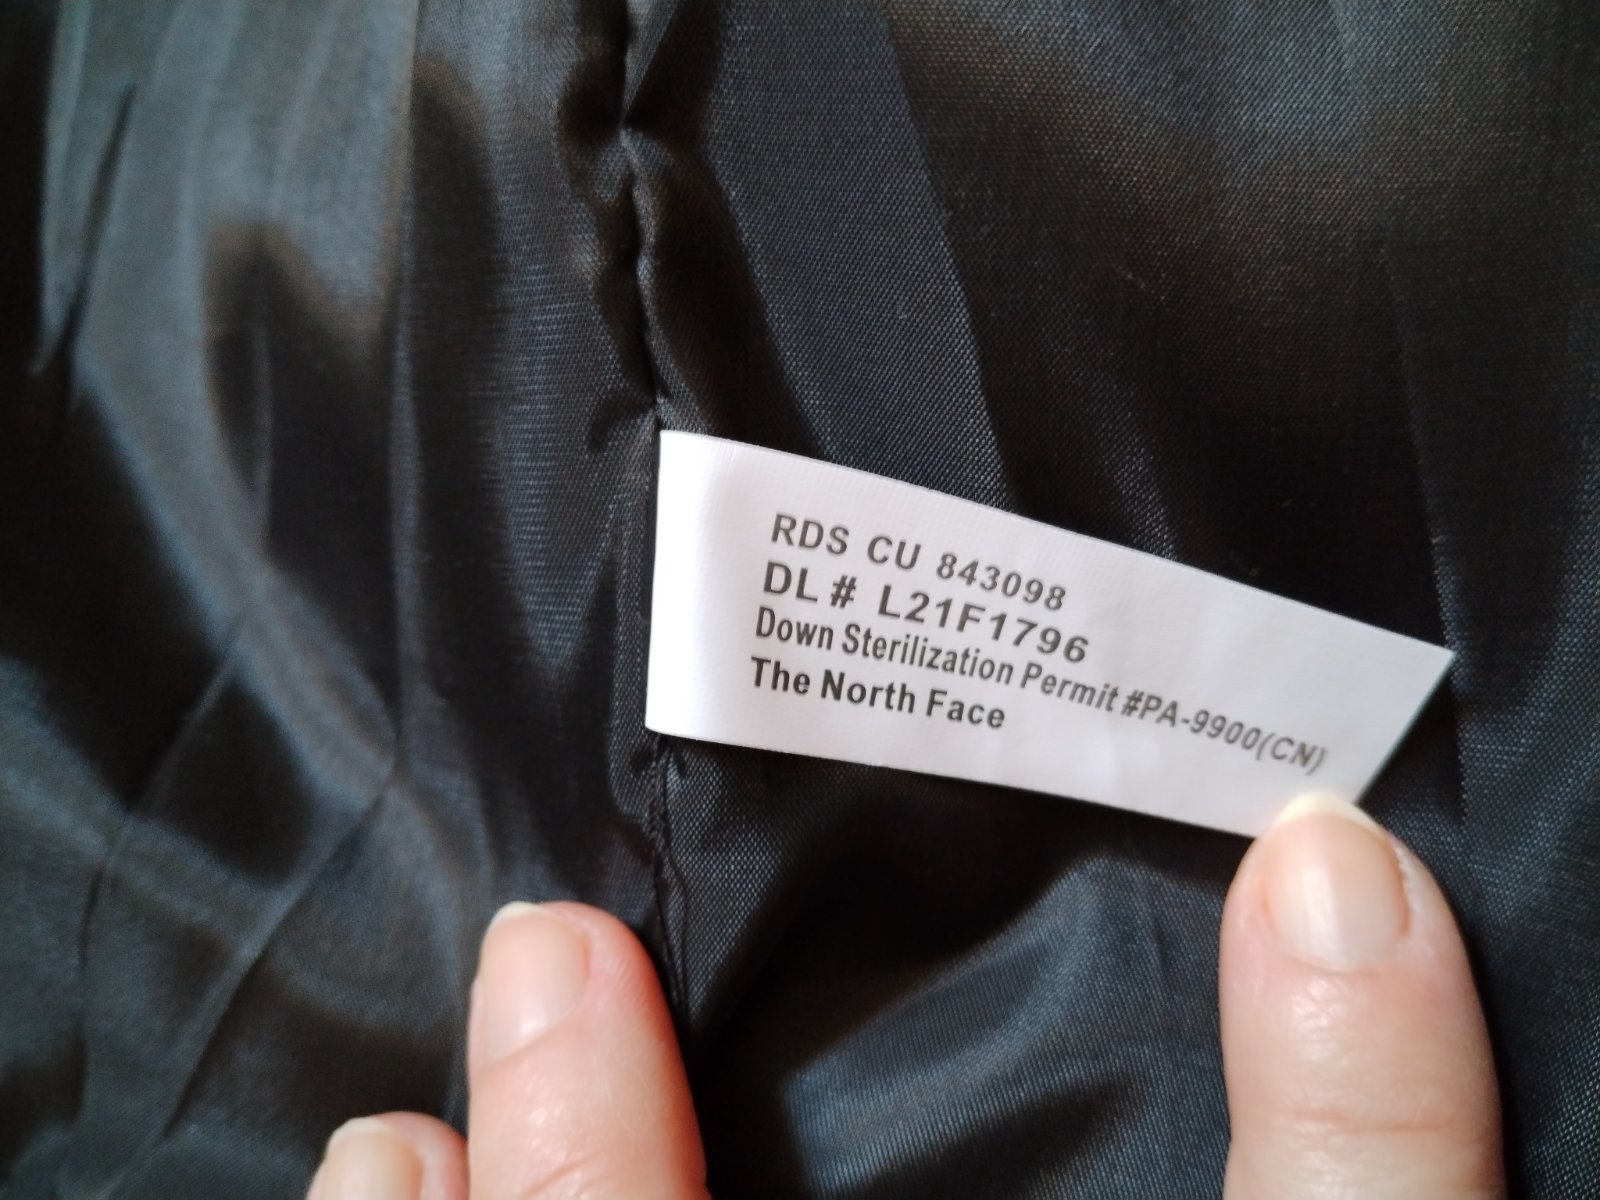 RDS CU 843098
DL# L21F1796
Down Sterilization Permit #PA-9900(CN)
The North Face